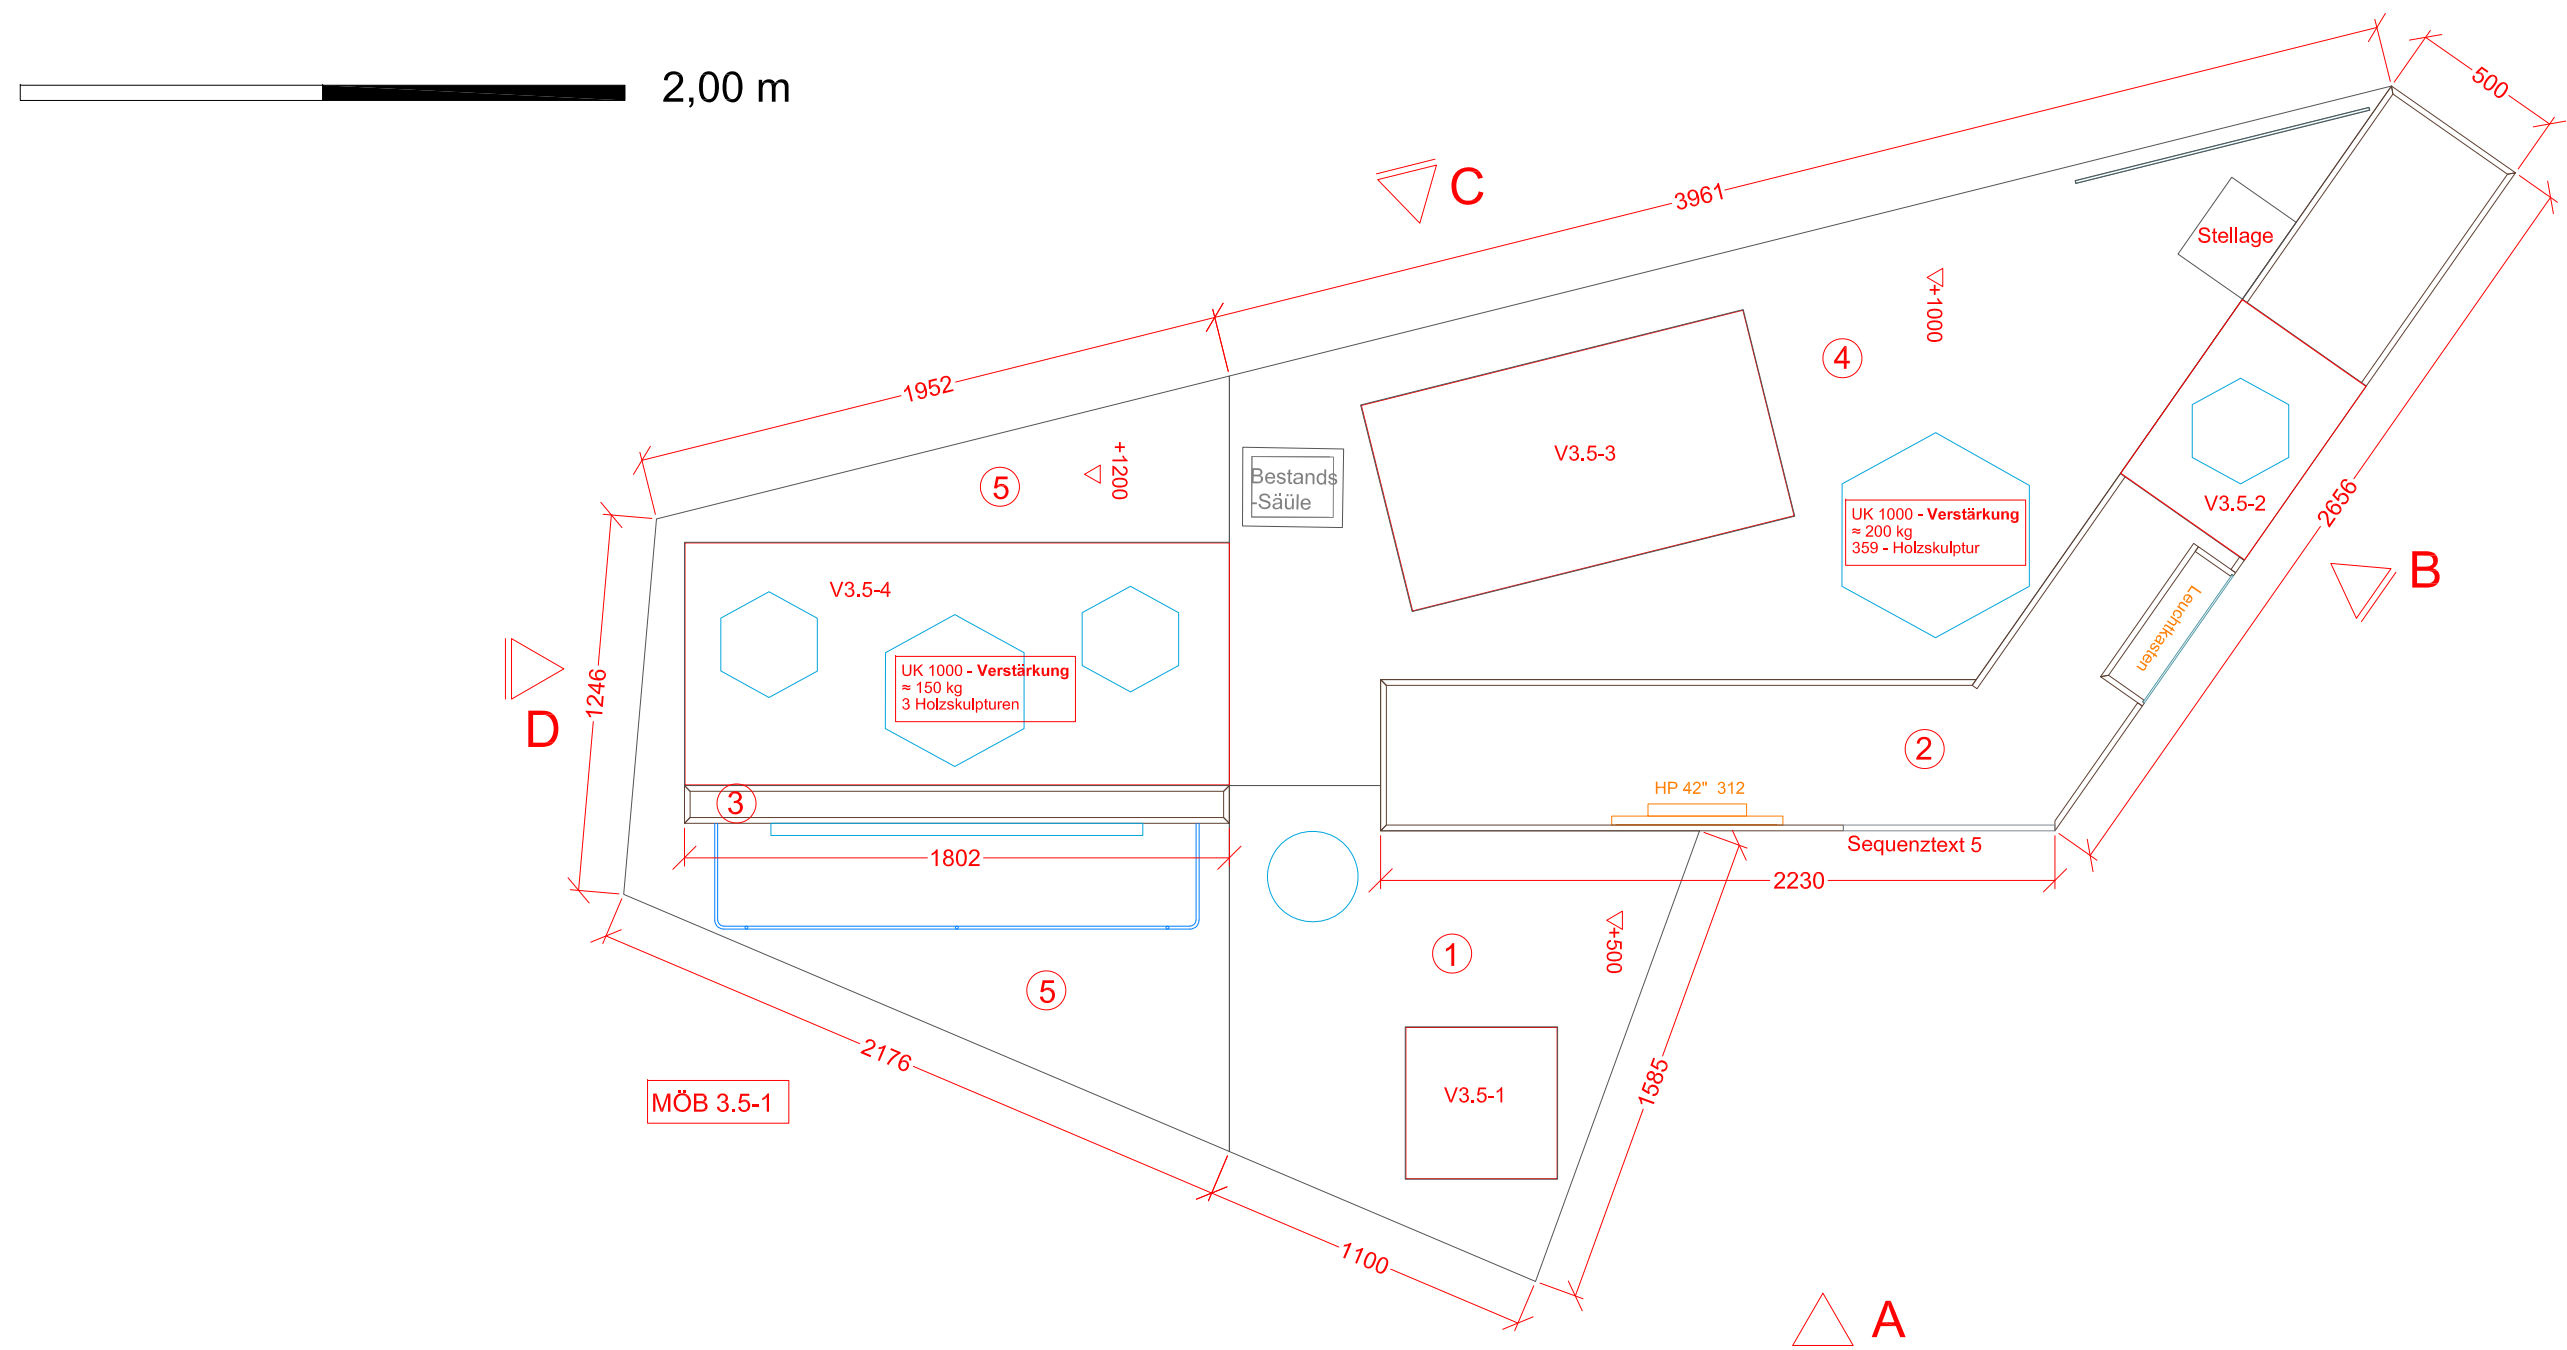 2,00 m
500
C
3961
Stellage
+1000
4
1952
+1200
5
V3.5-3
Bestands
-Säüle
UK 1000 - Verstärkung
≈ 200 kg
359 - Holzskulptur
V3.5-2
2656
B
V3.5-4
Leuchtkasten
UK 1000 - Verstärkung
≈ 150 kg
3 Holzskulpturen
D
1246
2
3
HP 42" 312
Sequenztext 5
1802
2230
1
+500
5
2176
1585
V3.5-1
MÖB 3.5-1
1100
A